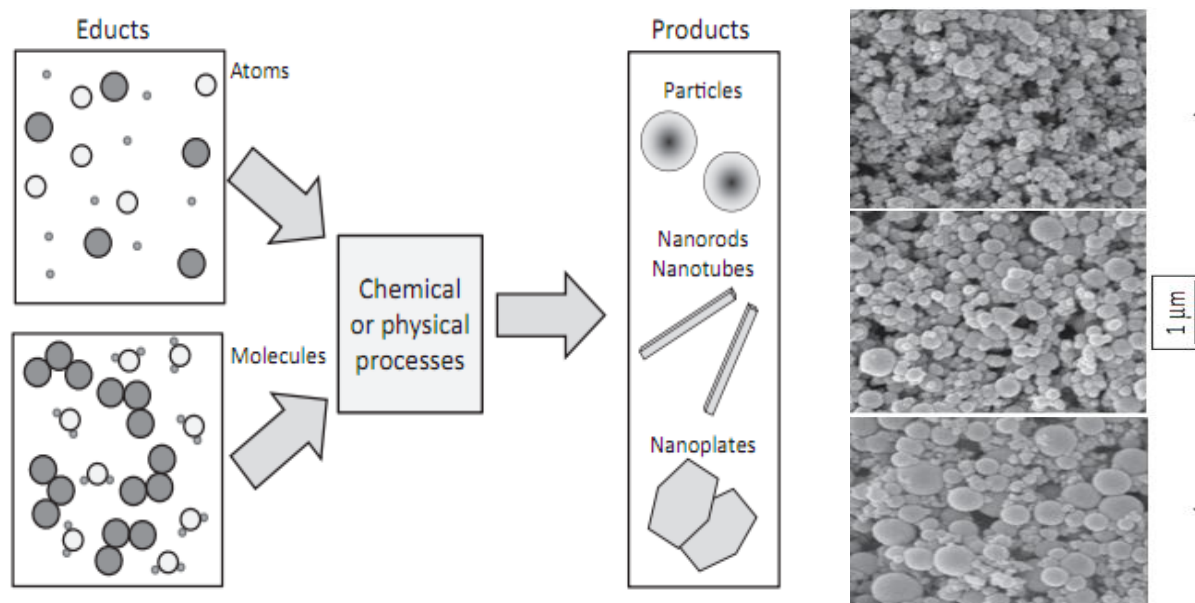 Educts
Atoms
Molecules
Chemical
or physical
processes
Products
Particles
Nanorods
Nanotubes
Nanoplates
1 µm